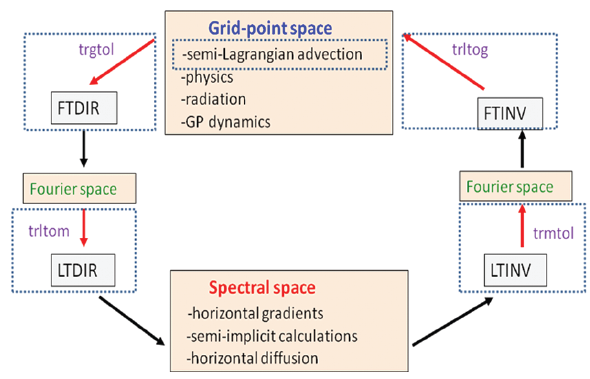 Grid-point space
-semi-Lagrangian advection
-physics
-radiation
-GP dynamics
trgtol
FTDIR
Fourier space
trltom
LTDIR
Spectral space
-horizontal gradients
-semi-implicit calculations
-horizontal diffusion
trltog
FTINV
Fourier space
trmtol
LTINV